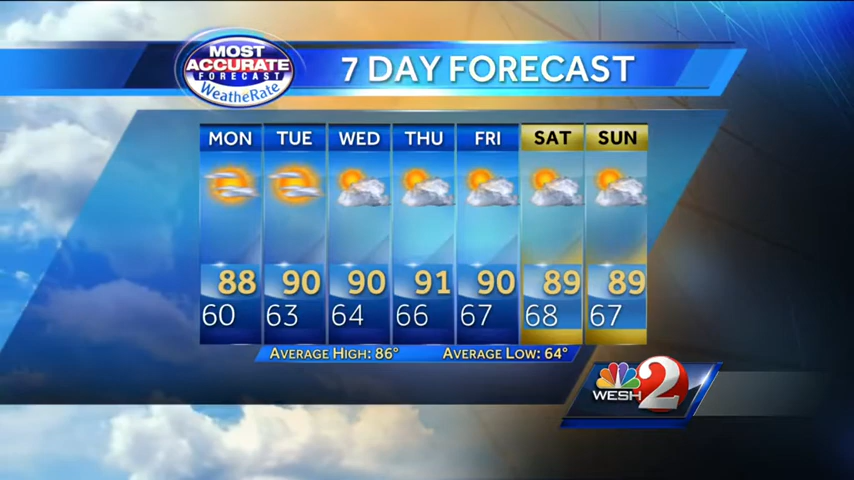 MOST
ACCURATE
FORECAST
WeatheRate
7 DAY FORECAST
MON TUE WED THU FRI SAT SUN
88 90 90 91 90 89 89
60 63 64 66 67 68 67
AVERAGE HIGH: 86° AVERAGE LOW: 64°
WESH 2